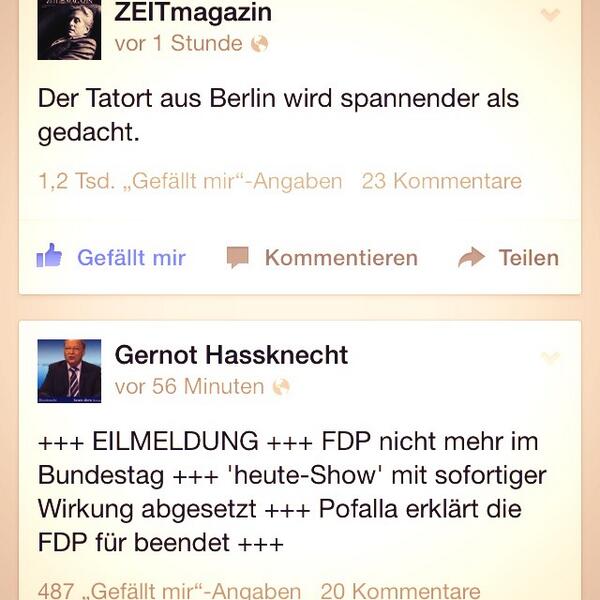 ZEITmagazin
vor 1 Stunde
Der Tatort aus Berlin wird spannender als
gedacht.
1,2 Tsd. „Gefällt mir“-Angaben 23 Kommentare
Gefällt mir Kommentieren Teilen
Gernot Hassknecht
vor 56 Minuten
+++ EILMELDUNG +++ FDP nicht mehr im
Bundestag +++ 'heute-Show' mit sofortiger
Wirkung abgesetzt +++ Pofalla erklärt die
FDP für beendet +++
487 „Gefällt mir“-Angaben 20 Kommentare